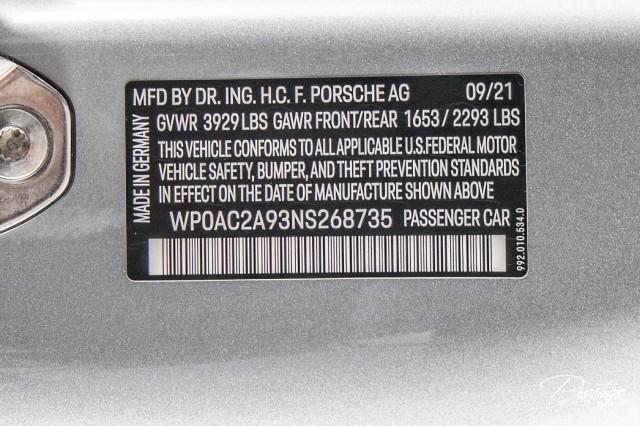 MFD BY DR. ING. H.C. F. PORSCHE AG 09/21
GVWR 3929 LBS GAWR FRONT/REAR 1653 / 2293 LBS
THIS VEHICLE CONFORMS TO ALL APPLICABLE U.S.FEDERAL MOTOR
VEHICLE SAFETY, BUMPER, AND THEFT PREVENTION STANDARDS
IN EFFECT ON THE DATE OF MANUFACTURE SHOWN ABOVE
WP0AC2A93NS268735 PASSENGER CAR
MADE IN GERMANY
992.010.534.0
Prestige